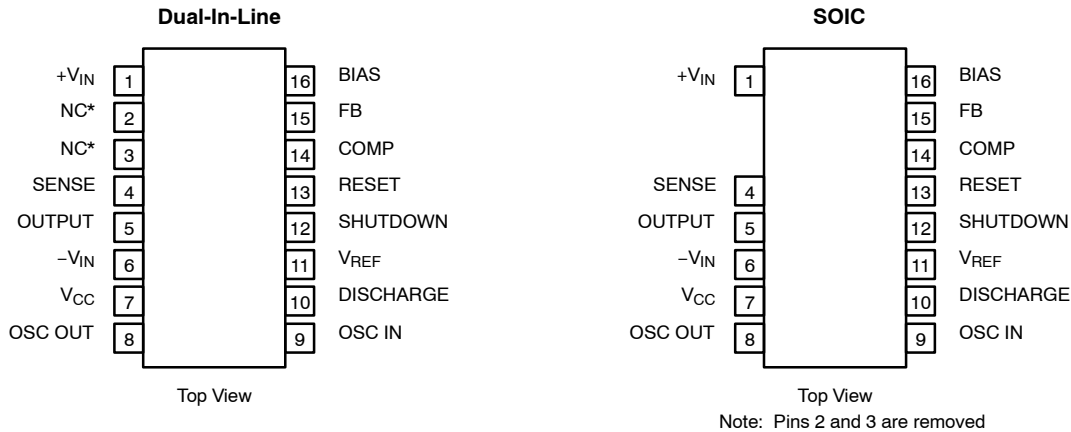 Dual-In-Line
+VIN 1 16 BIAS
NC* 2 15 FB
NC* 3 14 COMP
SENSE 4 13 RESET
OUTPUT 5 12 SHUTDOWN
−VIN 6 11 VREF
VCC 7 10 DISCHARGE
OSC OUT 8 9 OSC IN
Top View
SOIC
+VIN 1 16 BIAS
15 FB
14 COMP
SENSE 4 13 RESET
OUTPUT 5 12 SHUTDOWN
−VIN 6 11 VREF
VCC 7 10 DISCHARGE
OSC OUT 8 9 OSC IN
Top View
Note: Pins 2 and 3 are removed